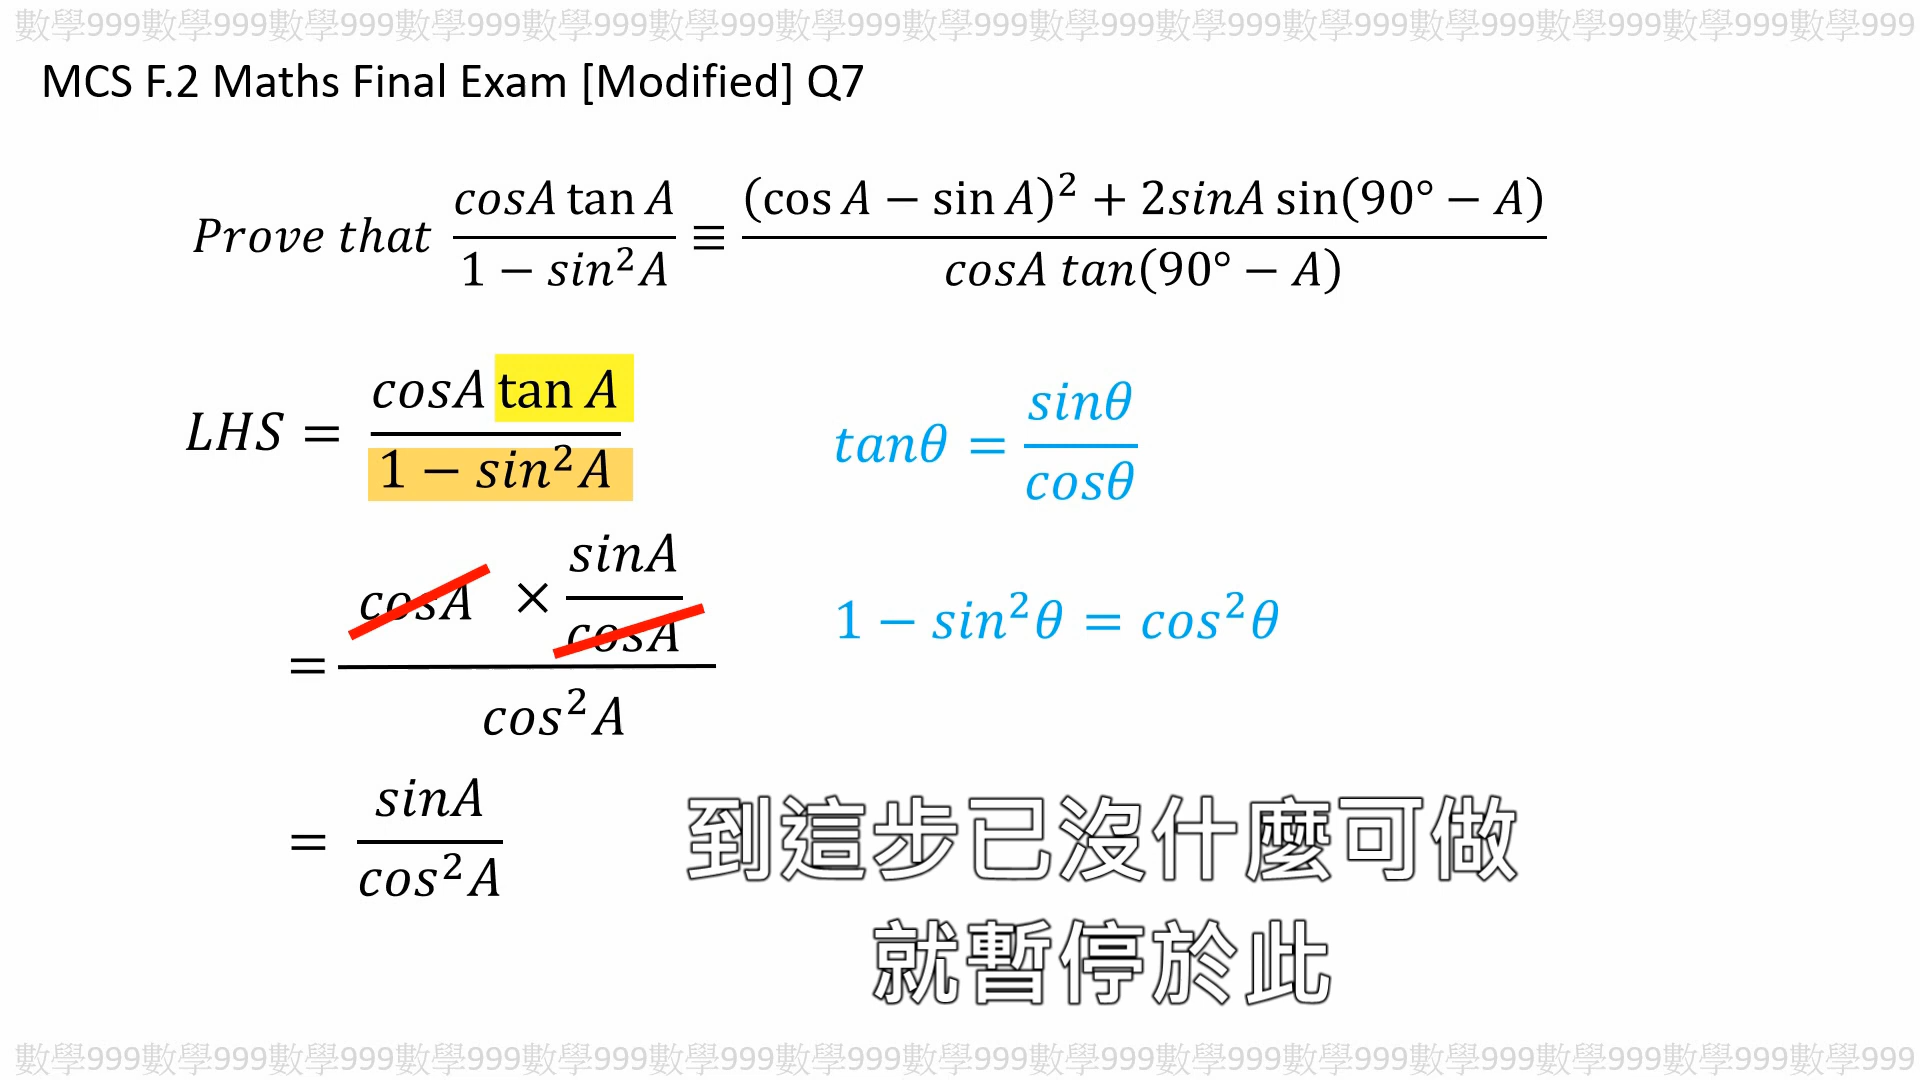 數學999數學999數學999數學999數學999數學999數學999數學999數學999數學999數學999數學999數學999數學999數學999
MCS F.2 Maths Final Exam [Modified] Q7
Prove that \frac{cosA tan A}{1 − sin²A} ≡ \frac{(cos A − sin A)² + 2sinA sin(90° − A)}{cosA tan(90° − A)}
LHS = \frac{cosA tan A}{1 − sin²A}
tanθ = \frac{sinθ}{cosθ}
= \frac{cosA × \frac{sinA}{cosA}}{cos²A}
1 − sin²θ = cos²θ
= \frac{sinA}{cos²A}
到這步已沒什麼可做
就暫停於此
數學999數學999數學999數學999數學999數學999數學999數學999數學999數學999數學999數學999數學999數學999數學999